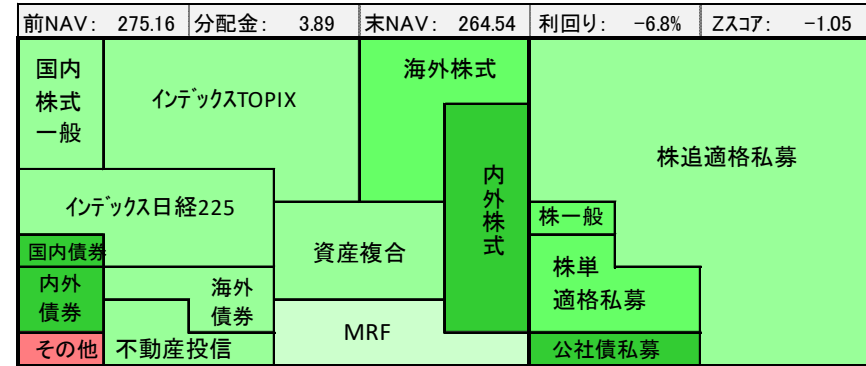 前NAV: 275.16 分配金: 3.89 末NAV: 264.54 利回り: -6.8% Zスコア: -1.05
国内
株式
一般
インデックスTOPIX
海外株式
株追適格私募
内
外
株
式
インデックス日経225
株一般
資産複合
国内債券
株単
適格私募
内外
債券
海外
債券
MRF
その他
不動産投信
公社債私募